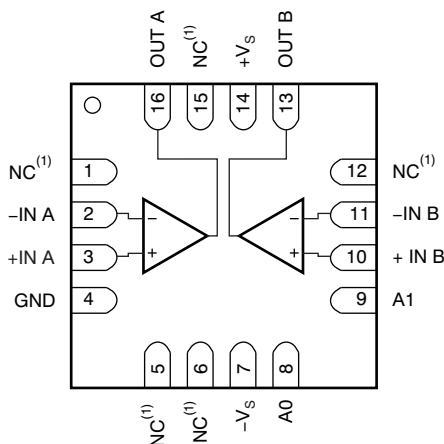 OUT A
NC(1)
+VS
OUT B
16
15
14
13
NC(1)
1
12
NC(1)
–IN A
2
–
–
11
–IN B
+IN A
3
+
+
10
+ IN B
GND
4
9
A1
5
6
7
8
NC(1)
NC(1)
–VS
A0